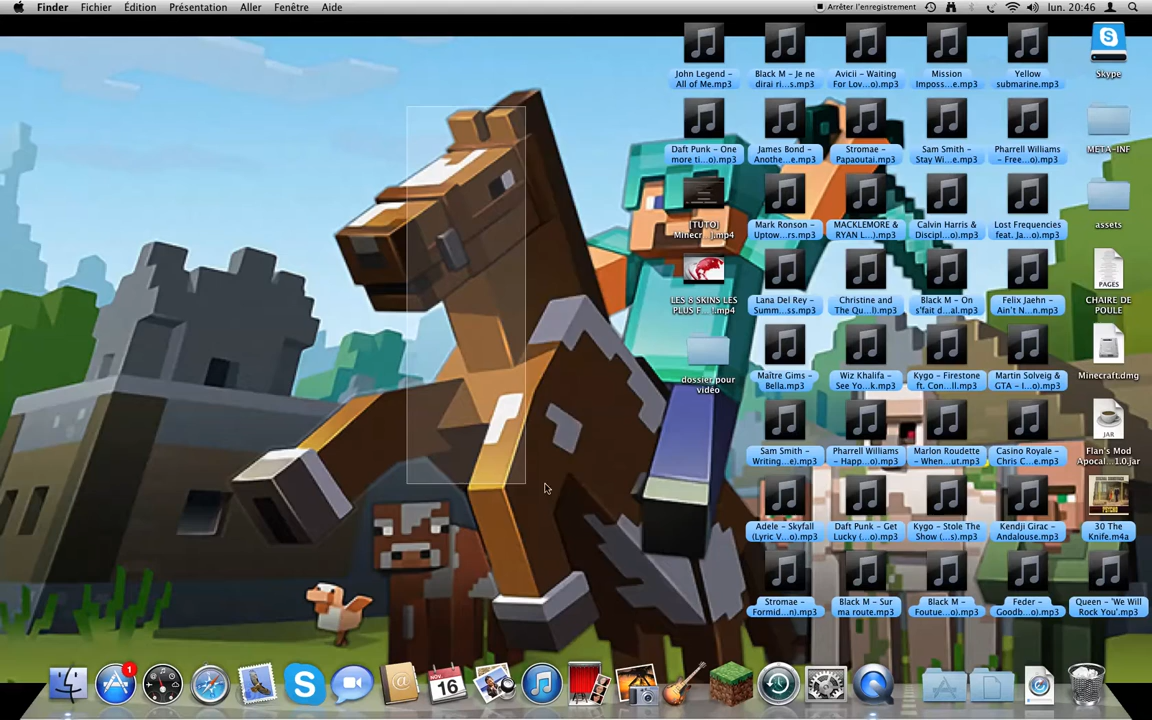 Finder Fichier Édition Présentation Aller Fenêtre Aide Arrêter l'enregistrement lun. 20:46
John Legend – All of Me.mp3
Black M – Je ne dirai ri...s.mp3
Avicii – Waiting For Lov...o).mp3
Mission Imposs...e.mp3
Yellow submarine.mp3
Skype
Daft Punk – One more ti...o).mp3
James Bond – Anothe...e.mp3
Stromae – Papaoutai.mp3
Sam Smith – Stay Wi...o).mp3
Pharrell Williams – Free...o).mp3
META-INF
[TUTO] Minecr...].mp4
Mark Ronson – Uptow...rs.mp3
MACKLEMORE & RYAN L...).mp3
Calvin Harris & Discipl...o).mp3
Lost Frequencies feat. Ja...o).mp3
assets
LES 8 SKINS LES PLUS F...!.mp4
Lana Del Rey – Summ...ss.mp3
Christine and The Qu...l).mp3
Black M – On s'fait d...al.mp3
Felix Jaehn – Ain't N...n.mp3
PAGES
CHAIRE DE POULE
dossier pour vidéo
Maître Gims – Bella.mp3
Wiz Khalifa – See Yo...k.mp3
Kygo – Firestone ft. Con...ll.mp3
Martin Solveig & GTA – I...o).mp3
Minecraft.dmg
Sam Smith – Writing...e).mp3
Pharrell Williams – Happ...o).mp3
Marlon Roudette – When...ut.mp3
Casino Royale – Chris C...e.mp3
JAR
Flan's Mod Apocal...1.0.jar
Adele – Skyfall (Lyric V...o).mp3
Daft Punk – Get Lucky (...o).mp3
Kygo – Stole The Show (...s).mp3
Kendji Girac – Andalouse.mp3
PSYCHO
30 The Knife.m4a
Stromae – Formid...n).mp3
Black M – Sur ma route.mp3
Black M – Foutue...o).mp3
Feder – Goodb...o).mp3
Queen – 'We Will Rock You'.mp3
1
NOV.
16